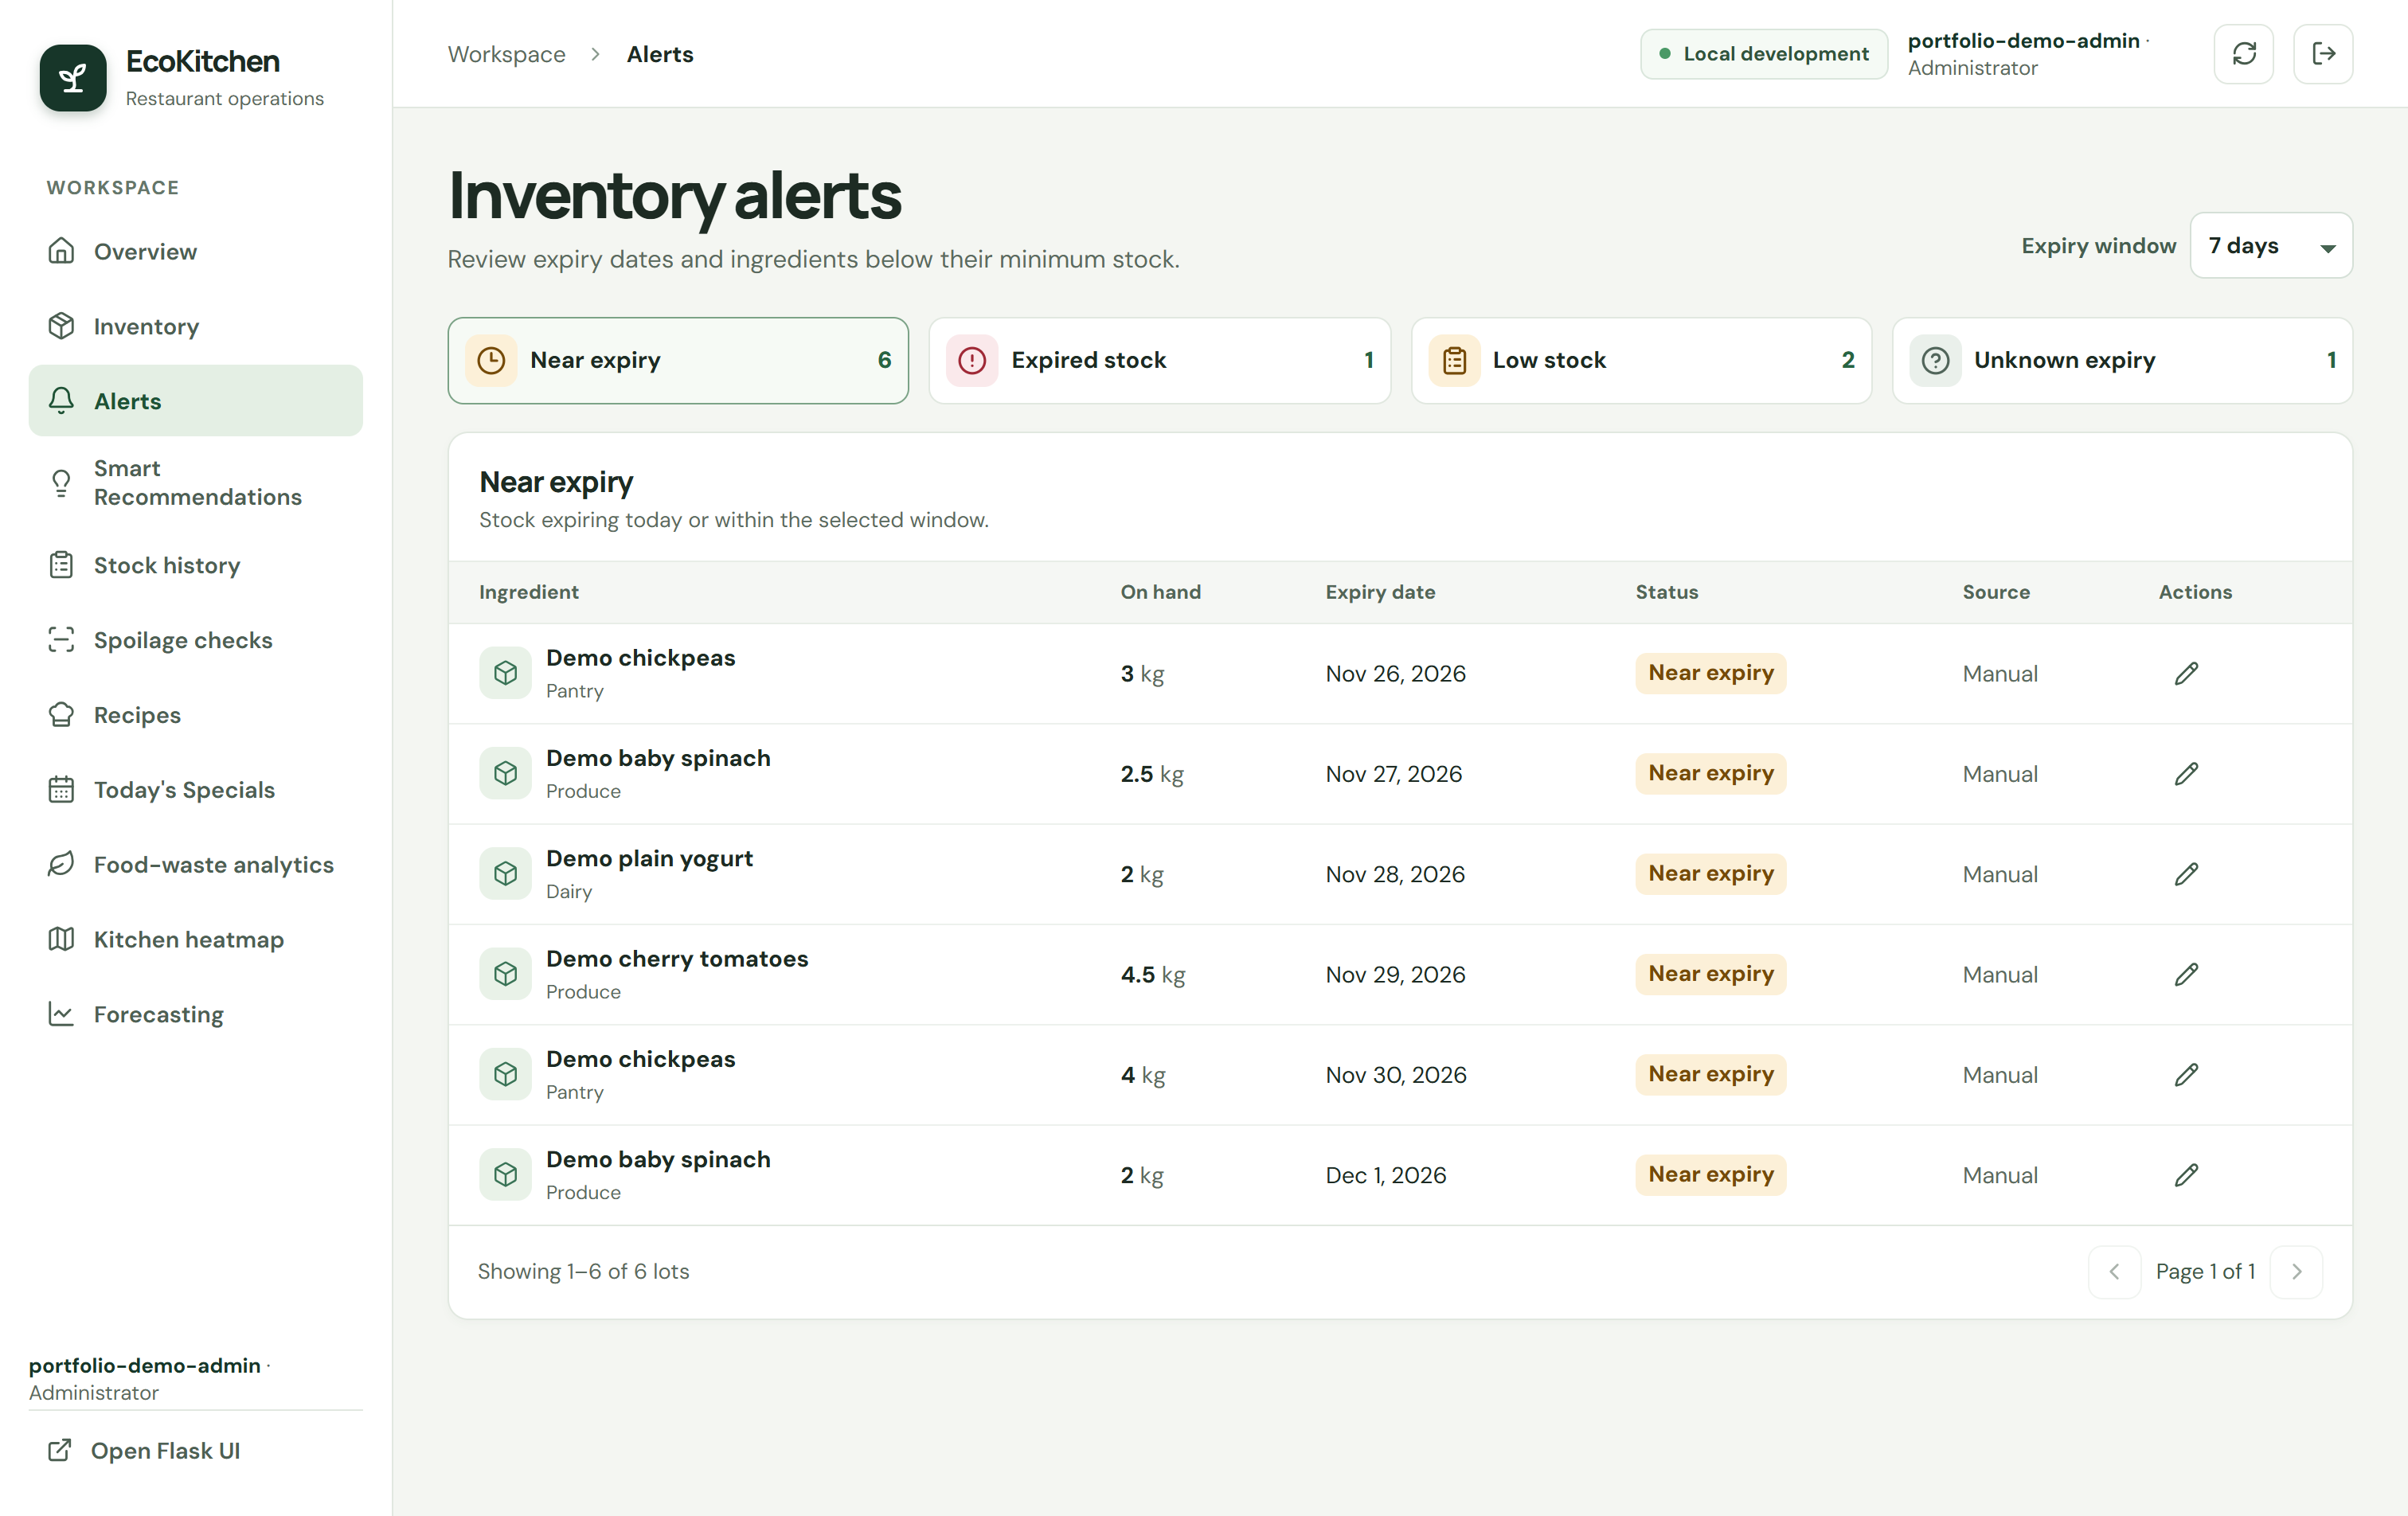 EcoKitchen
Restaurant operations
WORKSPACE
Overview
Inventory
Alerts
Smart
Recommendations
Stock history
Spoilage checks
Recipes
Today's Specials
Food-waste analytics
Kitchen heatmap
Forecasting
portfolio-demo-admin ·
Administrator
Open Flask UI
Workspace > Alerts
Local development
portfolio-demo-admin ·
Administrator
Inventory alerts
Review expiry dates and ingredients below their minimum stock.
Expiry window 7 days
Near expiry 6
Expired stock 1
Low stock 2
Unknown expiry 1
Near expiry
Stock expiring today or within the selected window.
Ingredient On hand Expiry date Status Source Actions
Demo chickpeas
Pantry
3 kg Nov 26, 2026 Near expiry Manual
Demo baby spinach
Produce
2.5 kg Nov 27, 2026 Near expiry Manual
Demo plain yogurt
Dairy
2 kg Nov 28, 2026 Near expiry Manual
Demo cherry tomatoes
Produce
4.5 kg Nov 29, 2026 Near expiry Manual
Demo chickpeas
Pantry
4 kg Nov 30, 2026 Near expiry Manual
Demo baby spinach
Produce
2 kg Dec 1, 2026 Near expiry Manual
Showing 1–6 of 6 lots
Page 1 of 1